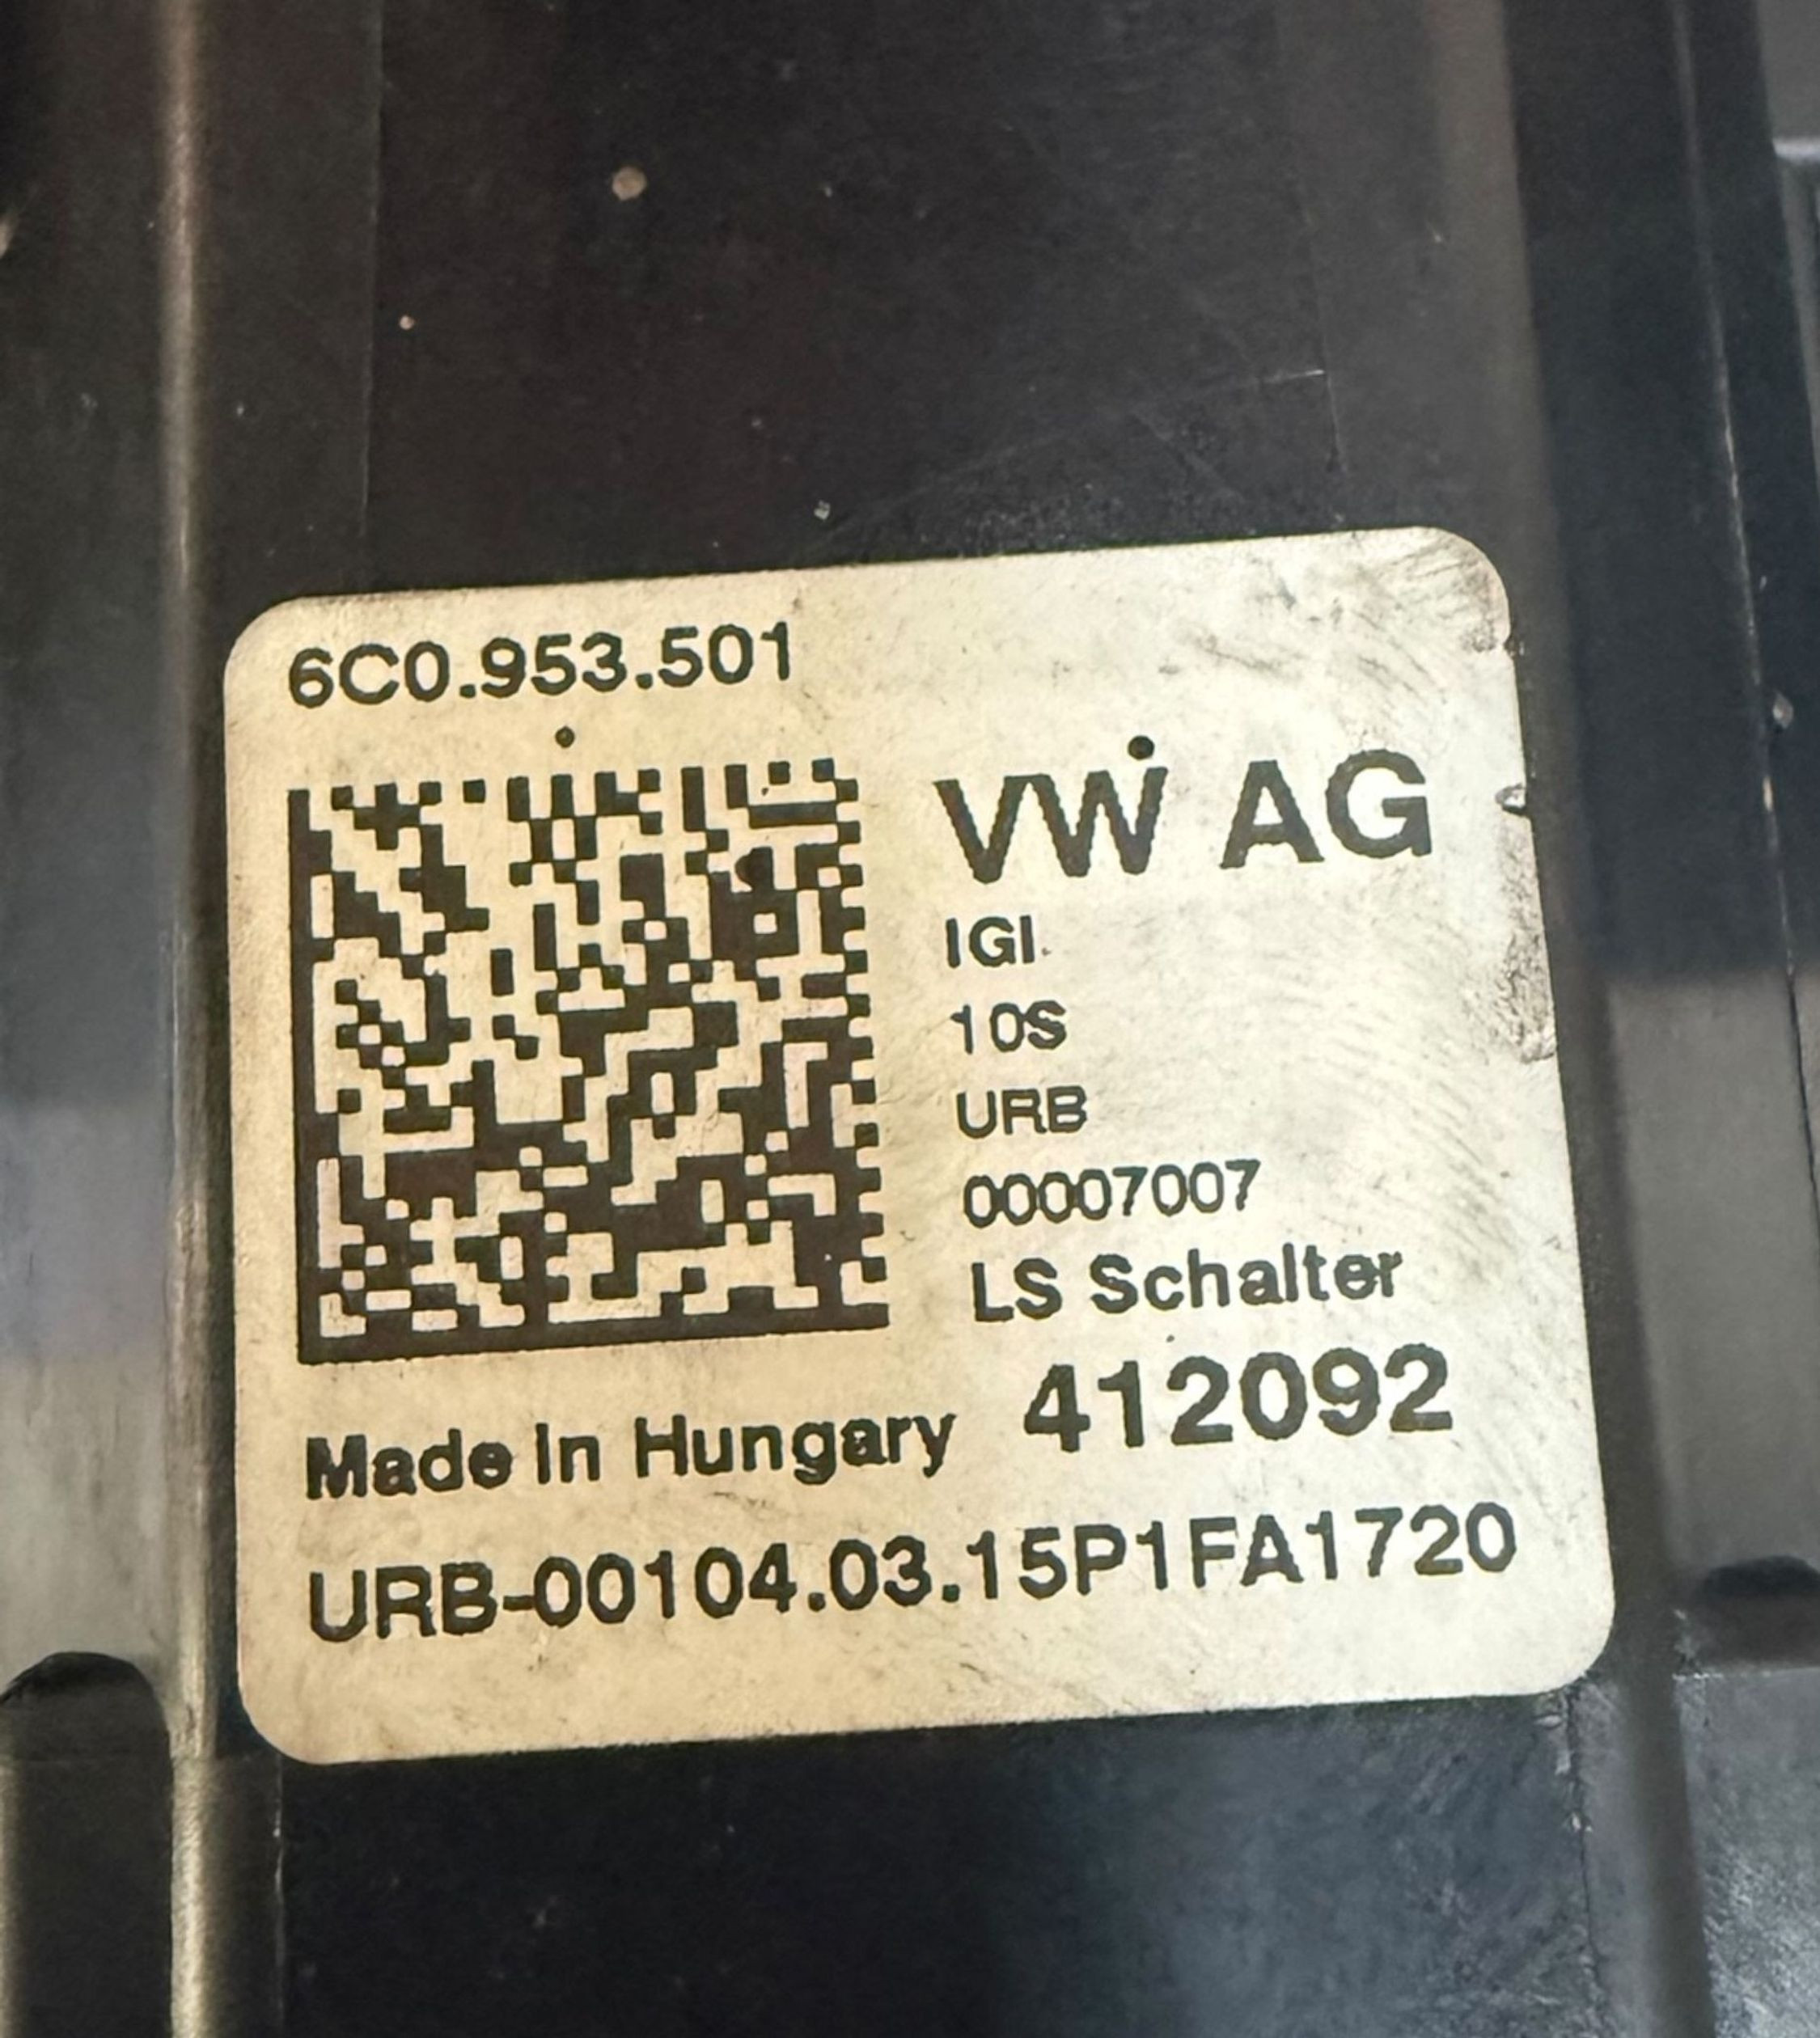 6C0.953.501
VW AG
IGI
10S
URB
00007007
LS Schalter
Made In Hungary 412092
URB-00104.03.15P1FA1720